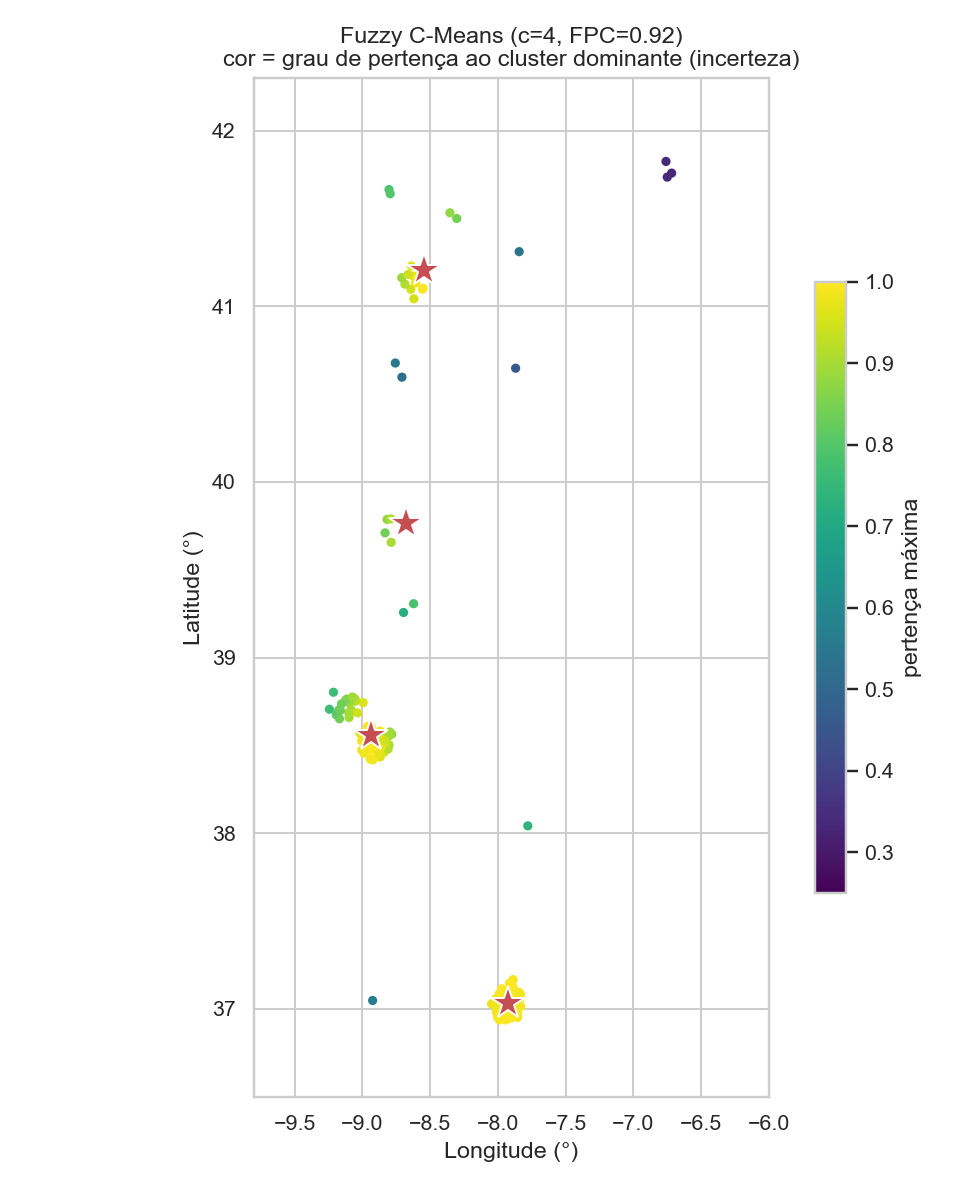 Fuzzy C-Means (c=4, FPC=0.92)
cor = grau de pertença ao cluster dominante (incerteza)
42
41
40
39
38
37
Latitude (°)
−9.5 −9.0 −8.5 −8.0 −7.5 −7.0 −6.5 −6.0
Longitude (°)
1.0
0.9
0.8
0.7
0.6
0.5
0.4
0.3
pertença máxima